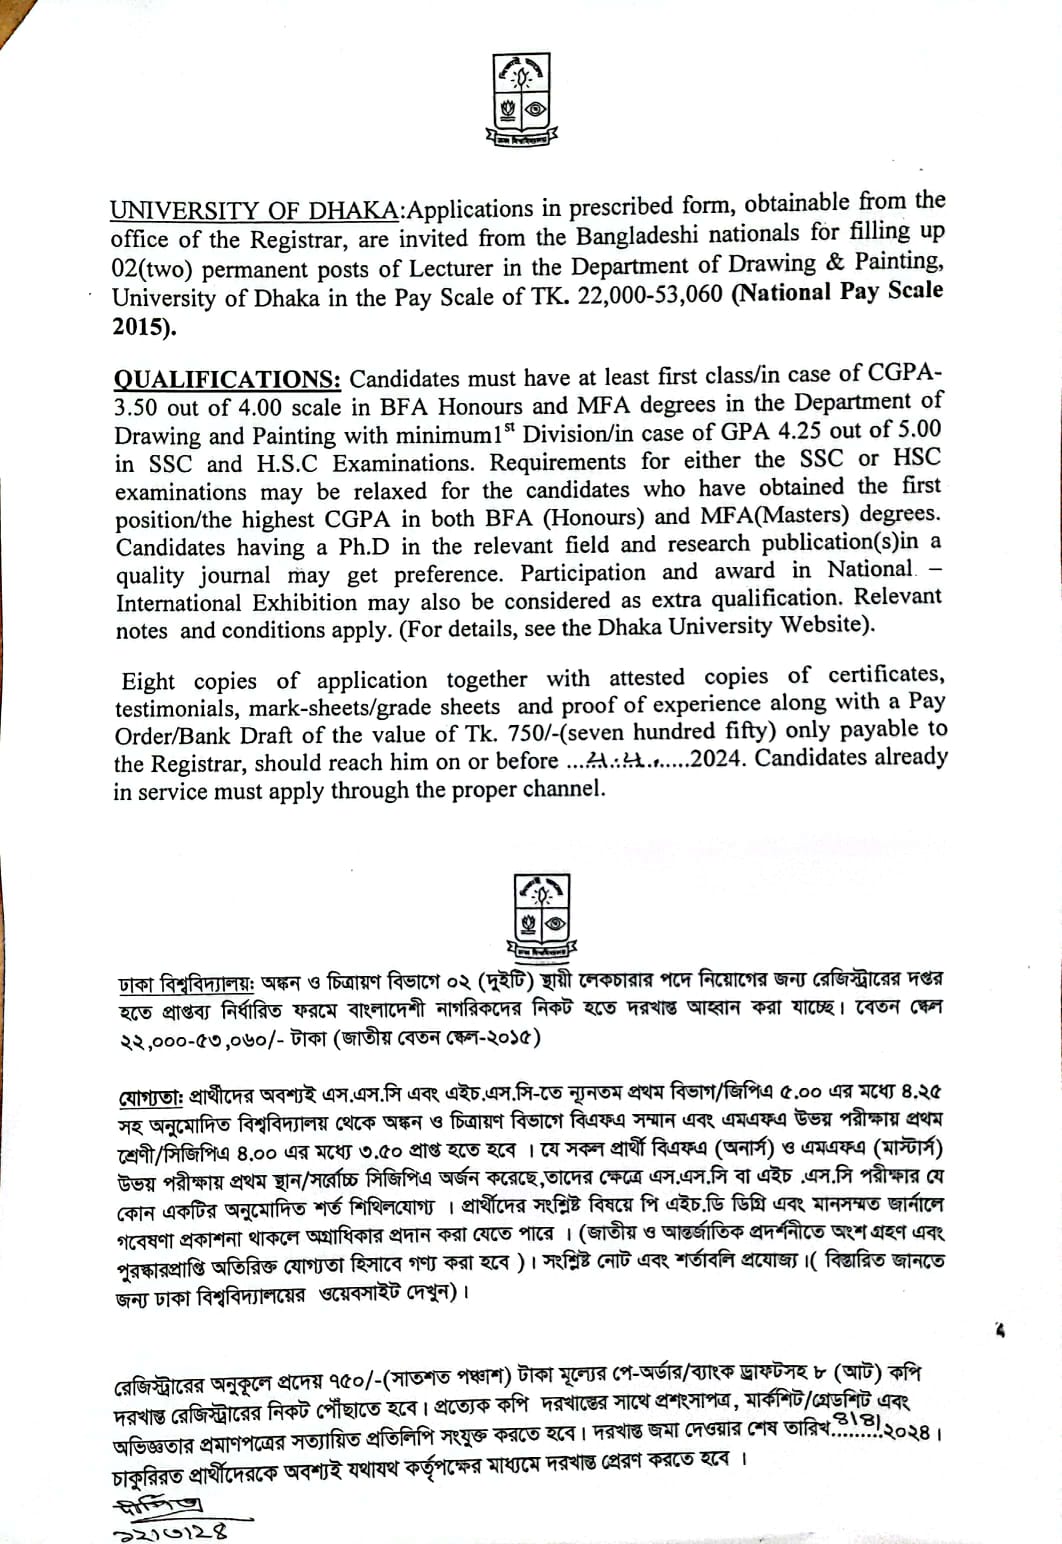 UNIVERSITY OF DHAKA:Applications in prescribed form, obtainable from the
office of the Registrar, are invited from the Bangladeshi nationals for filling up
02(two) permanent posts of Lecturer in the Department of Drawing & Painting,
University of Dhaka in the Pay Scale of TK. 22,000-53,060 (National Pay Scale
2015).
QUALIFICATIONS: Candidates must have at least first class/in case of CGPA-
3.50 out of 4.00 scale in BFA Honours and MFA degrees in the Department of
Drawing and Painting with minimum1st Division/in case of GPA 4.25 out of 5.00
in SSC and H.S.C Examinations. Requirements for either the SSC or HSC
examinations may be relaxed for the candidates who have obtained the first
position/the highest CGPA in both BFA (Honours) and MFA(Masters) degrees.
Candidates having a Ph.D in the relevant field and research publication(s)in a
quality journal may get preference. Participation and award in National –
International Exhibition may also be considered as extra qualification. Relevant
notes and conditions apply. (For details, see the Dhaka University Website).
Eight copies of application together with attested copies of certificates,
testimonials, mark-sheets/grade sheets and proof of experience along with a Pay
Order/Bank Draft of the value of Tk. 750/-(seven hundred fifty) only payable to
the Registrar, should reach him on or before ........2024. Candidates already
in service must apply through the proper channel.
ঢাকা বিশ্ববিদ্যালয়: অঙ্কন ও চিত্রায়ণ বিভাগে ০২ (দুইটি) স্থায়ী লেকচারার পদে নিয়োগের জন্য রেজিস্ট্রারের দপ্তর
হতে প্রাপ্তব্য নির্ধারিত ফরমে বাংলাদেশী নাগরিকদের নিকট হতে দরখাস্ত আহ্বান করা যাচ্ছে। বেতন স্কেল
২২,০০০-৫৩,০৬০/- টাকা (জাতীয় বেতন স্কেল-২০১৫)
যোগ্যতা: প্রার্থীদের অবশ্যই এস.এস.সি এবং এইচ.এস.সি-তে ন্যূনতম প্রথম বিভাগ/জিপিএ ৫.০০ এর মধ্যে ৪.২৫
সহ অনুমোদিত বিশ্ববিদ্যালয় থেকে অঙ্কন ও চিত্রায়ণ বিভাগে বিএফএ সম্মান এবং এমএফএ উভয় পরীক্ষায় প্রথম
শ্রেণী/সিজিপিএ ৪.০০ এর মধ্যে ৩.৫০ প্রাপ্ত হতে হবে । যে সকল প্রার্থী বিএফএ (অনার্স) ও এমএফএ (মাস্টার্স)
উভয় পরীক্ষায় প্রথম স্থান/সর্বোচ্চ সিজিপিএ অর্জন করেছে,তাদের ক্ষেত্রে এস.এস.সি বা এইচ .এস.সি পরীক্ষার যে
কোন একটির অনুমোদিত শর্ত শিথিলযোগ্য । প্রার্থীদের সংশ্লিষ্ট বিষয়ে পি এইচ.ডি ডিগ্রি এবং মানসম্মত জার্নালে
গবেষণা প্রকাশনা থাকলে অগ্রাধিকার প্রদান করা যেতে পারে । (জাতীয় ও আন্তর্জাতিক প্রদর্শনীতে অংশ গ্রহণ এবং
পুরস্কারপ্রাপ্তি অতিরিক্ত যোগ্যতা হিসাবে গণ্য করা হবে )। সংশ্লিষ্ট নোট এবং শর্তাবলি প্রযোজ্য ।( বিস্তারিত জানতে
জন্য ঢাকা বিশ্ববিদ্যালয়ের ওয়েবসাইট দেখুন)।
রেজিস্ট্রারের অনুকূলে প্রদেয় ৭৫০/-(সাতশত পঞ্চাশ) টাকা মূল্যের পে-অর্ডার/ব্যাংক ড্রাফটসহ ৮ (আট) কপি
দরখাস্ত রেজিস্ট্রারের নিকট পৌঁছাতে হবে। প্রত্যেক কপি দরখাস্তের সাথে প্রশংসাপত্র, মার্কশিট/গ্রেডশিট এবং
অভিজ্ঞতার প্রমাণপত্রের সত্যায়িত প্রতিলিপি সংযুক্ত করতে হবে। দরখাস্ত জমা দেওয়ার শেষ তারিখ........২০২৪।
চাকুরিরত প্রার্থীদেরকে অবশ্যই যথাযথ কর্তৃপক্ষের মাধ্যমে দরখাস্ত প্রেরণ করতে হবে ।